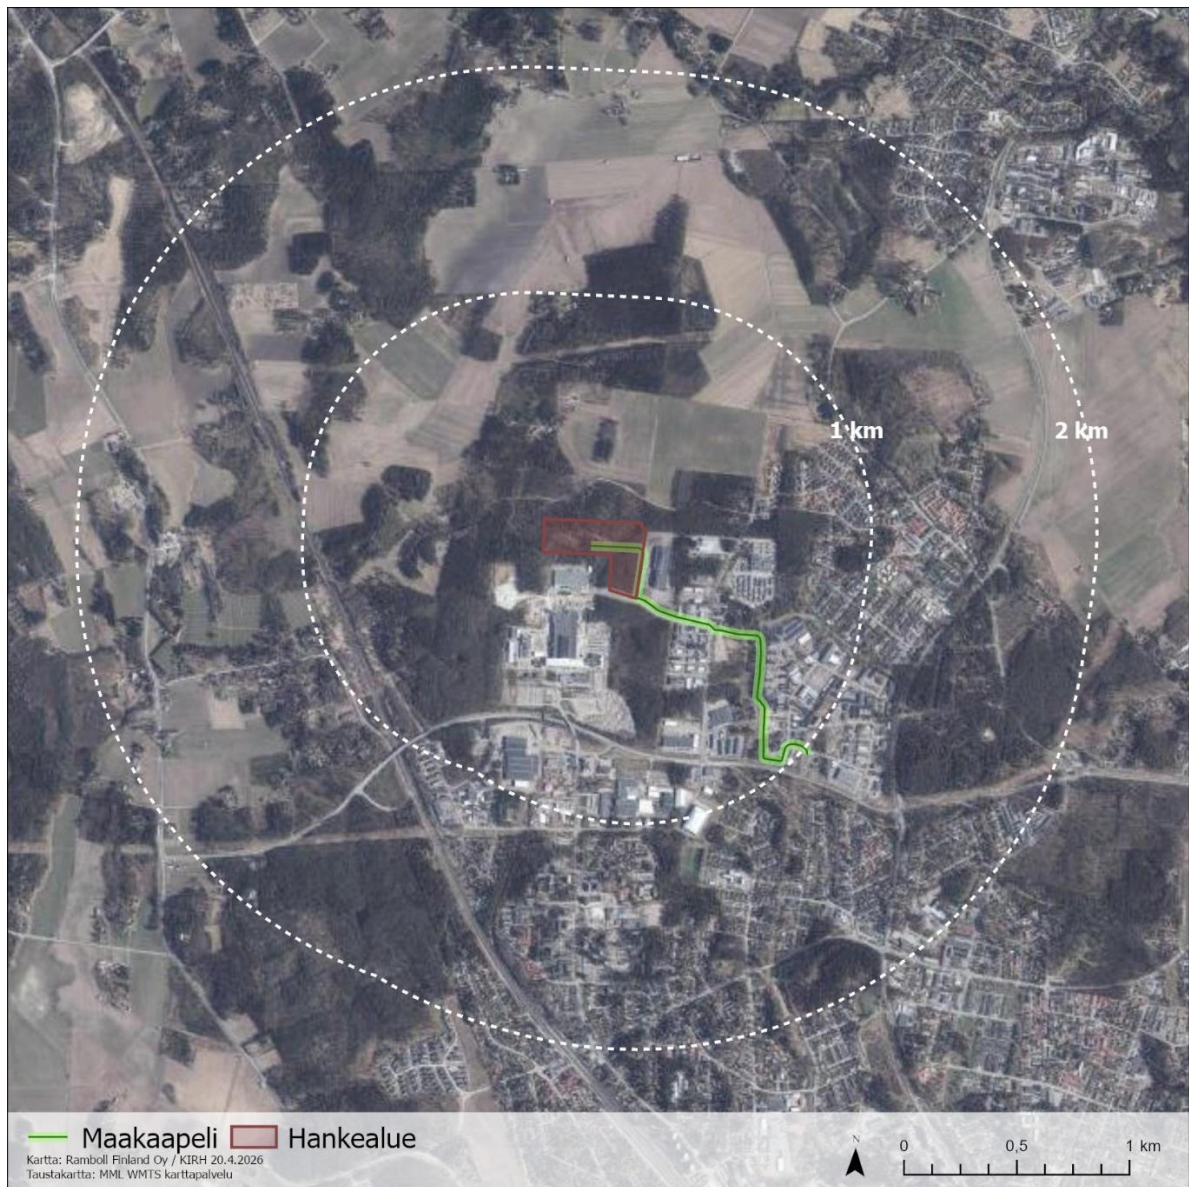 1 km
2 km
Maakaapeli
Hankealue
Kartta: Ramboll Finland Oy / KIRH 20.4.2026
Taustakartta: MML WMTS karttapalvelu
N
0
0,5
1 km